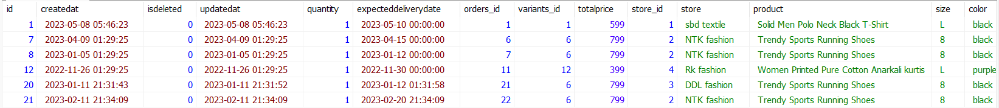 id createdat isdeleted updatedat quantity expecteddeliverydate orders_id variants_id totalprice store_id store product size color
1 2023-05-08 05:46:23 0 2023-05-08 05:46:23 1 2023-05-10 00:00:00 1 1 599 1 sbd textile Solid Men Polo Neck Black T-Shirt L black
7 2023-04-09 01:29:25 0 2023-04-09 01:29:25 1 2023-04-15 00:00:00 6 6 799 2 NTK fashion Trendy Sports Running Shoes 8 black
8 2023-01-05 01:29:25 0 2023-01-05 01:29:25 1 2023-01-12 00:00:00 7 6 799 2 NTK fashion Trendy Sports Running Shoes 8 black
12 2022-11-26 01:29:25 0 2022-11-26 01:29:25 1 2022-11-30 00:00:00 11 12 399 4 Rk fashion Women Printed Pure Cotton Anarkali kurtis L purple
20 2023-01-11 21:31:43 0 2023-01-11 21:31:52 1 2023-01-12 01:31:58 21 6 799 3 DDL fashion Trendy Sports Running Shoes 8 black
21 2023-02-11 21:34:09 0 2023-02-11 21:34:09 1 2023-02-20 21:34:09 22 6 799 2 NTK fashion Trendy Sports Running Shoes 8 black